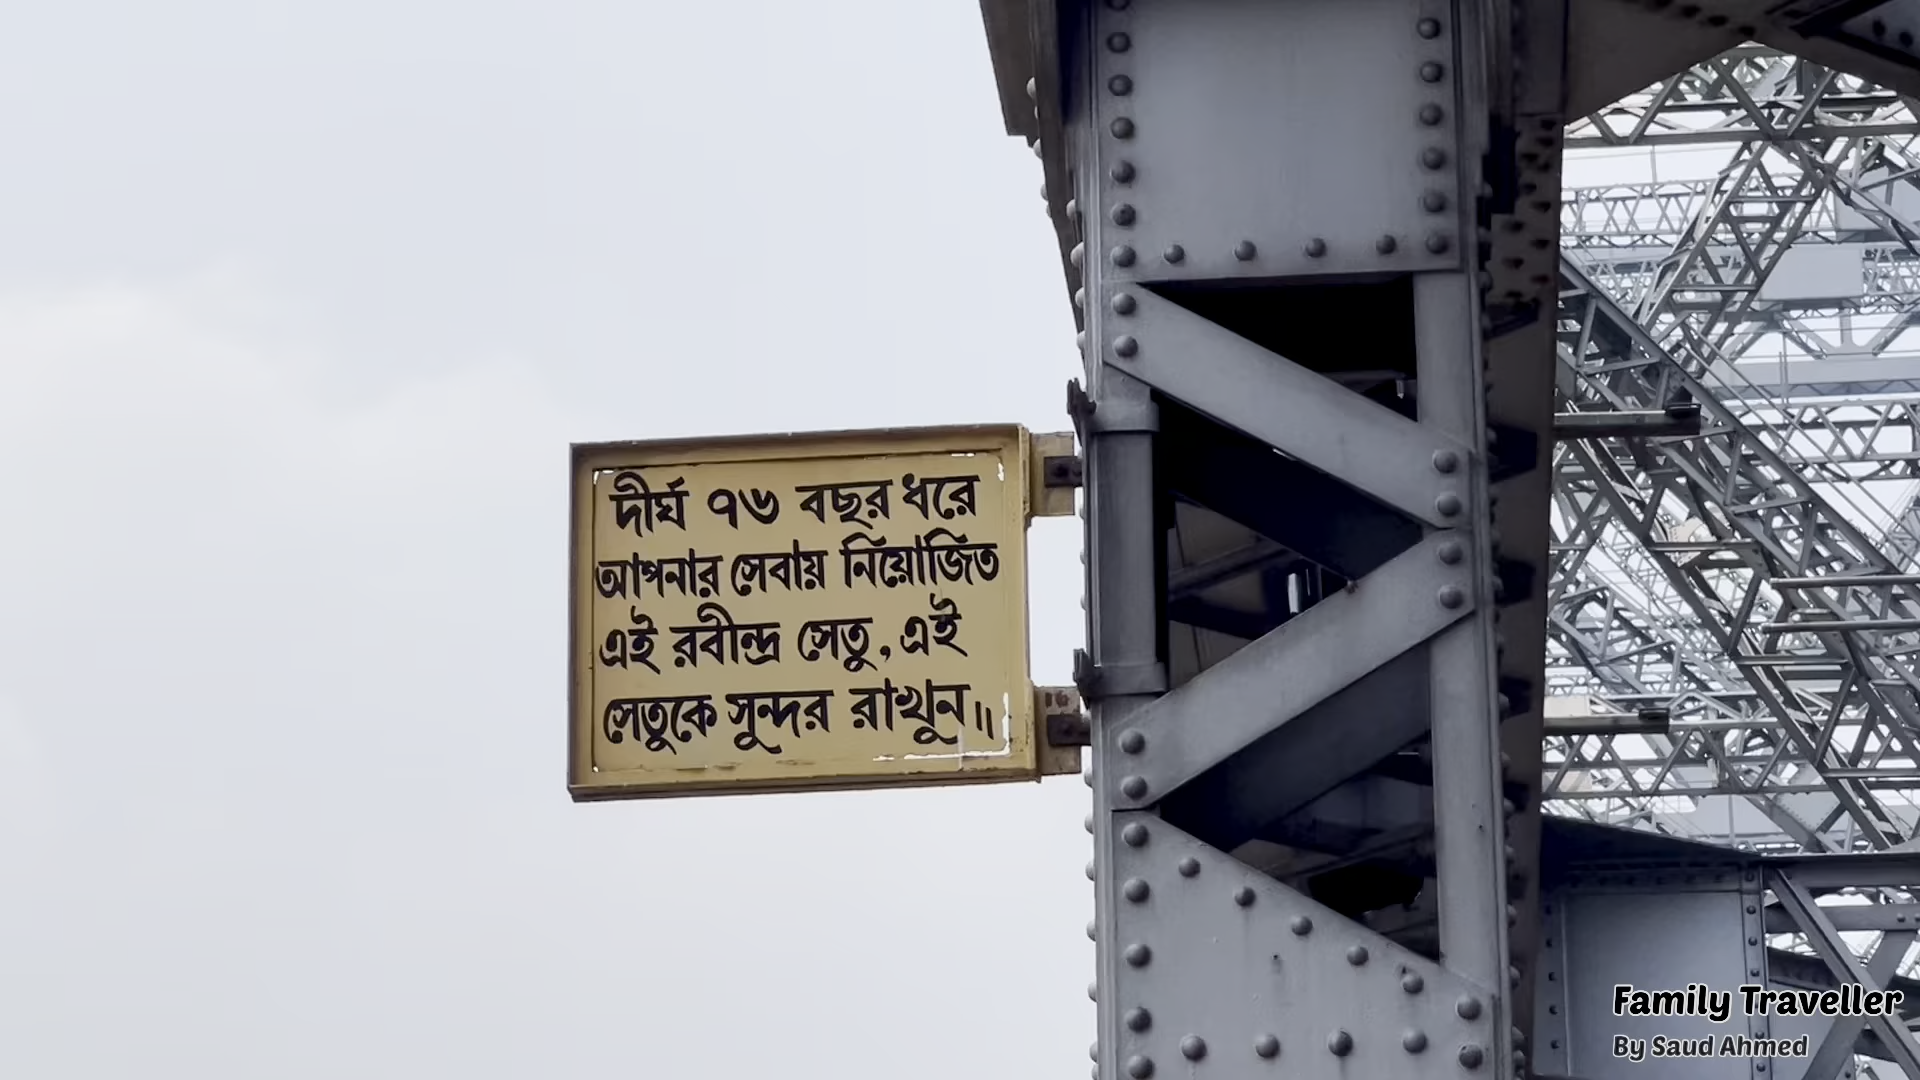 দীর্ঘ ৭৬ বছর ধরে
আপনার সেবায় নিয়োজিত
এই রবীন্দ্র সেতু, এই
সেতুকে সুন্দর রাখুন॥
Family Traveller
By Saud Ahmed